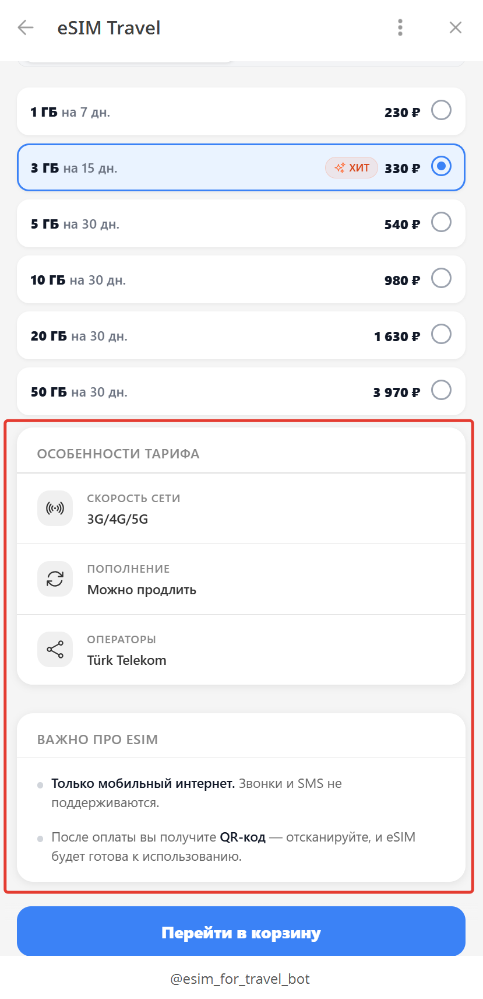 eSIM Travel
1 ГБ на 7 дн. 230 ₽
3 ГБ на 15 дн. ХИТ 330 ₽
5 ГБ на 30 дн. 540 ₽
10 ГБ на 30 дн. 980 ₽
20 ГБ на 30 дн. 1 630 ₽
50 ГБ на 30 дн. 3 970 ₽
ОСОБЕННОСТИ ТАРИФА
СКОРОСТЬ СЕТИ
3G/4G/5G
ПОПОЛНЕНИЕ
Можно продлить
ОПЕРАТОРЫ
Türk Telekom
ВАЖНО ПРО ESIM
Только мобильный интернет. Звонки и SMS не
поддерживаются.
После оплаты вы получите QR-код — отсканируйте, и eSIM
будет готова к использованию.
Перейти в корзину
@esim_for_travel_bot